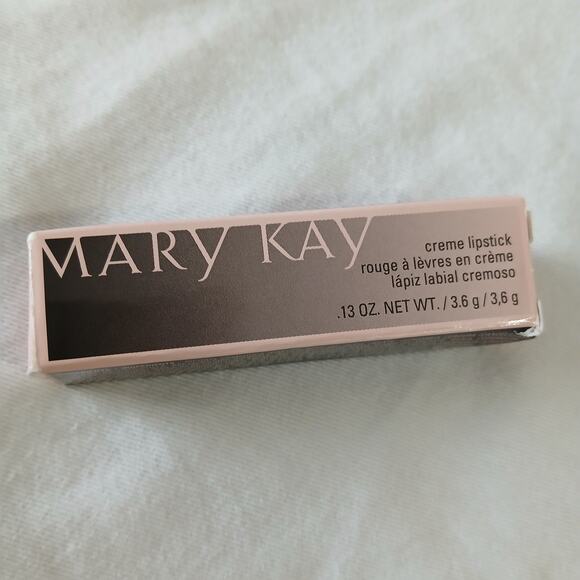 MARY KAY
creme lipstick
rouge à lèvres en crème
lápiz labial cremoso
.13 OZ. NET WT. / 3.6 g / 3,6 g